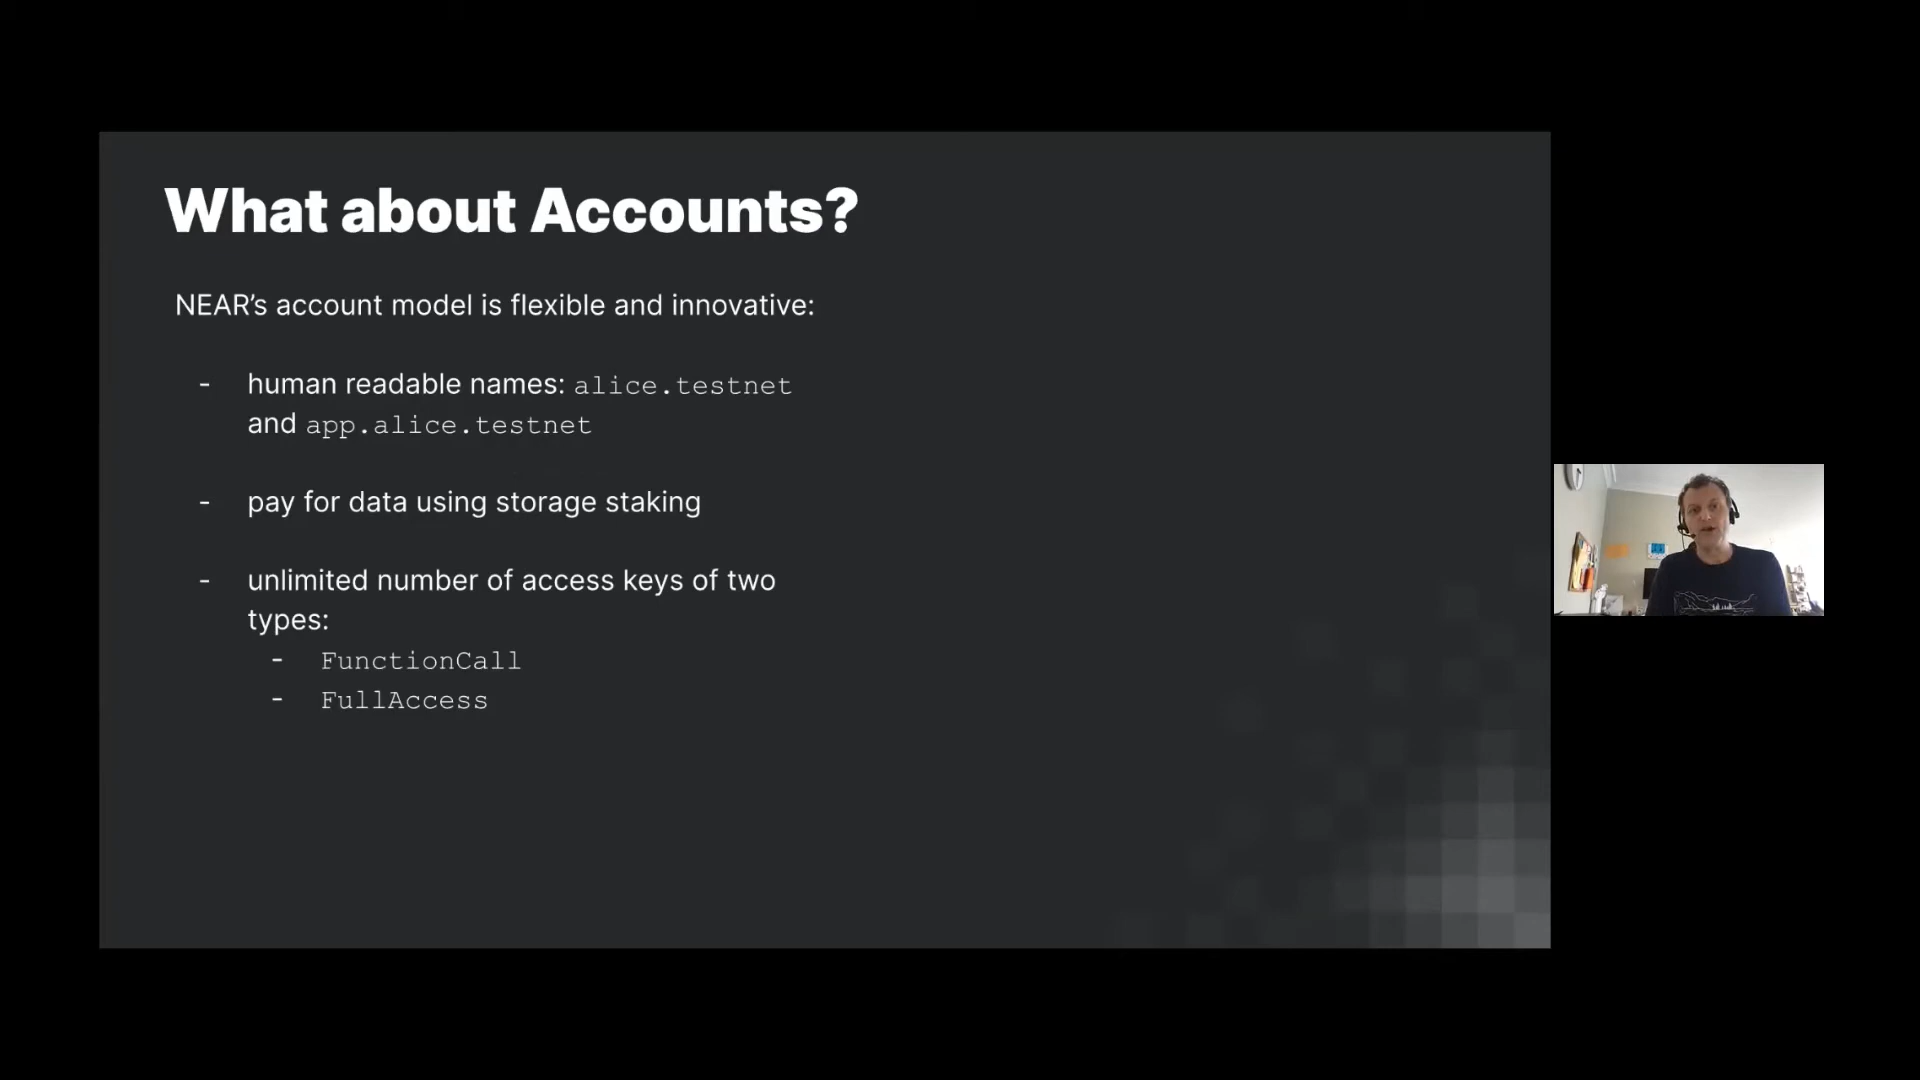 What about Accounts?
NEAR’s account model is flexible and innovative:
- human readable names: alice.testnet
and app.alice.testnet
- pay for data using storage staking
- unlimited number of access keys of two
types:
- FunctionCall
- FullAccess